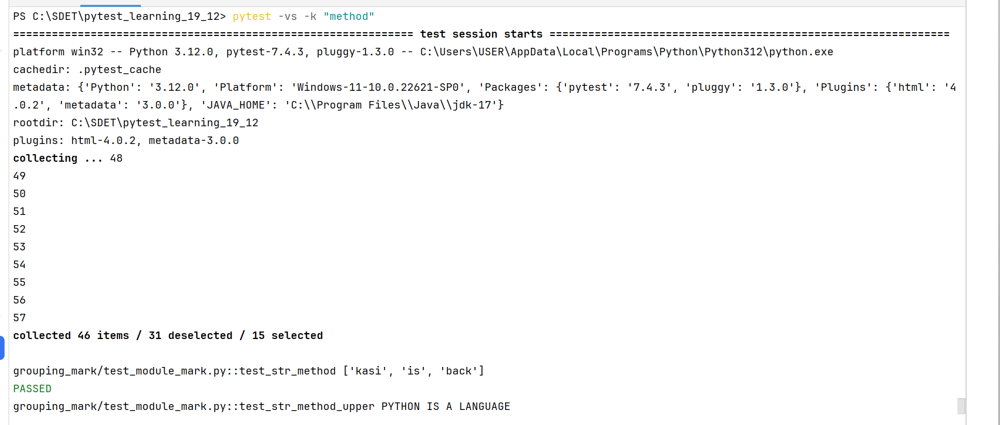 PS C:\SDET\pytest_learning_19_12> pytest -vs -k "method"
============================================================== test session starts ==============================================================
platform win32 -- Python 3.12.0, pytest-7.4.3, pluggy-1.3.0 -- C:\Users\USER\AppData\Local\Programs\Python\Python312\python.exe
cachedir: .pytest_cache
metadata: {'Python': '3.12.0', 'Platform': 'Windows-11-10.0.22621-SP0', 'Packages': {'pytest': '7.4.3', 'pluggy': '1.3.0'}, 'Plugins': {'html': '4
.0.2', 'metadata': '3.0.0'}, 'JAVA_HOME': 'C:\\Program Files\\Java\\jdk-17'}
rootdir: C:\SDET\pytest_learning_19_12
plugins: html-4.0.2, metadata-3.0.0
collecting ... 48
49
50
51
52
53
54
55
56
57
collected 46 items / 31 deselected / 15 selected
grouping_mark/test_module_mark.py::test_str_method ['kasi', 'is', 'back']
PASSED
grouping_mark/test_module_mark.py::test_str_method_upper PYTHON IS A LANGUAGE